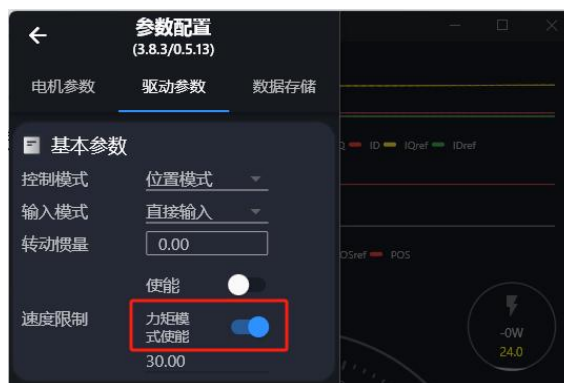 参数配置
(3.8.3/0.5.13)
电机参数 驱动参数 数据存储
基本参数
控制模式 位置模式
输入模式 直接输入
转动惯量 0.00
使能
速度限制 力矩模
式使能
30.00
ID IQref IDref
OSref POS
-0W
24.0